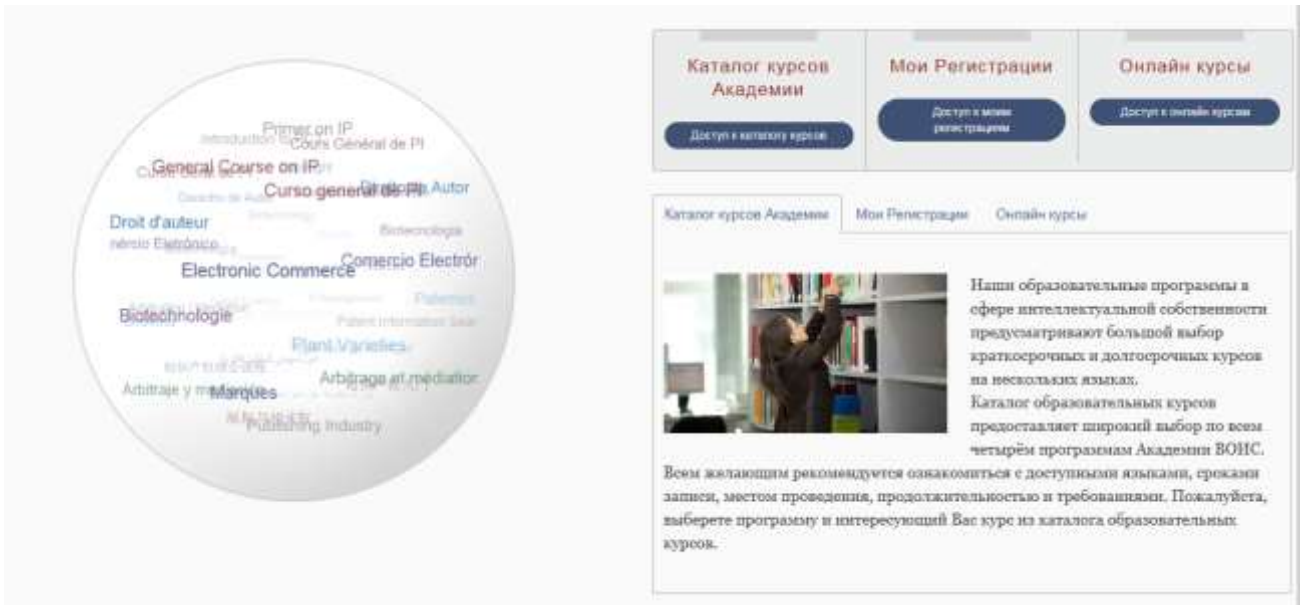 Primer on IP
Cours Général de PI
General Course on IP
Curso general de PI
Autor
Droit d'auteur
Biotecnologia
Comercio Electrór
Electronic Commerce
Patentes
Biotechnologie
Plant Varieties
Arbitrage et médiation
Arbitraje y
Marques
Publishing Industry
Каталог курсов
Академии
Доступ к каталогу курсов
Мои Регистрации
Доступ к моим
регистрациям
Онлайн курсы
Доступ к онлайн курсам
Каталог курсов Академии Мои Регистрации Онлайн курсы
Наши образовательные программы в
сфере интеллектуальной собственности
предусматривают большой выбор
краткосрочных и долгосрочных курсов
на нескольких языках.
Каталог образовательных курсов
предоставляет широкий выбор по всем
четырём программам Академии ВОИС.
Всем желающим рекомендуется ознакомиться с доступными языками, сроками
записи, местом проведения, продолжительностью и требованиями. Пожалуйста,
выберете программу и интересующий Вас курс из каталога образовательных
курсов.